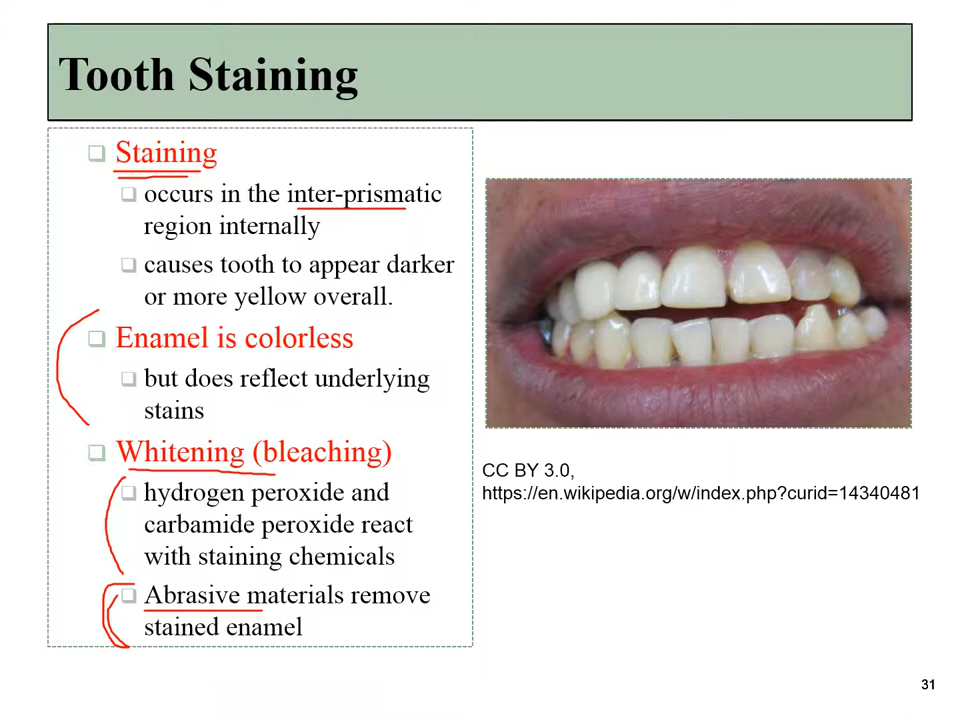 Tooth Staining
Staining
occurs in the inter-prismatic
region internally
causes tooth to appear darker
or more yellow overall.
Enamel is colorless
but does reflect underlying
stains
Whitening (bleaching)
hydrogen peroxide and
carbamide peroxide react
with staining chemicals
Abrasive materials remove
stained enamel
CC BY 3.0,
https://en.wikipedia.org/w/index.php?curid=14340481
31